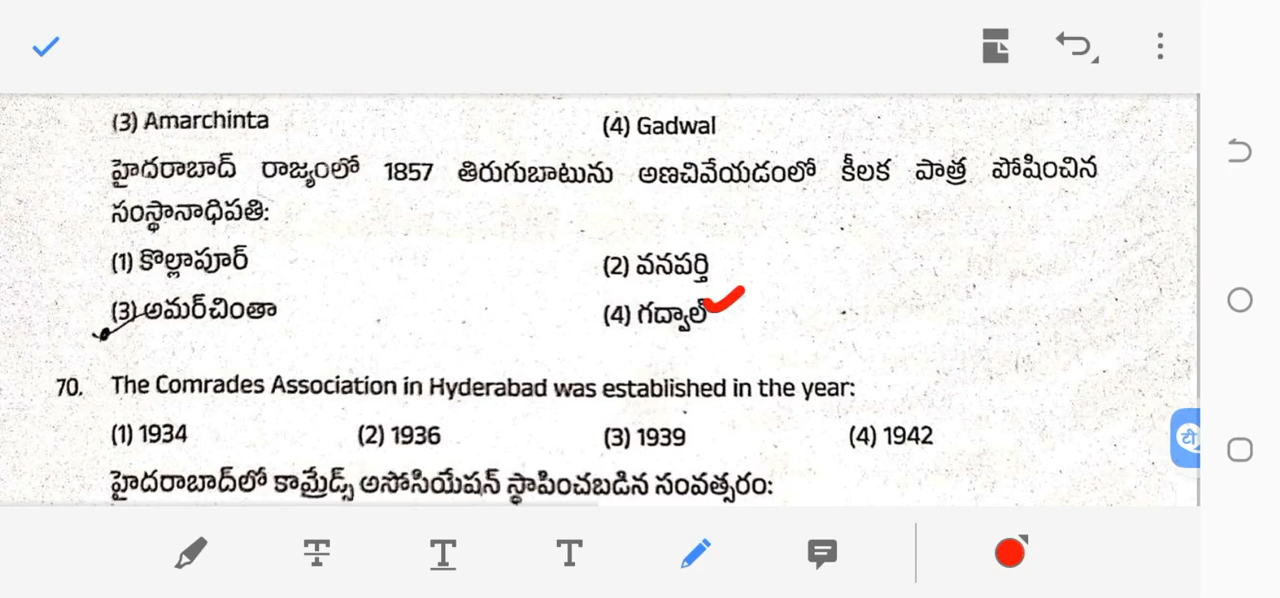 (3) Amarchinta (4) Gadwal
హైదరాబాద్ రాజ్యంలో 1857 తిరుగుబాటును అణచివేయడంలో కీలక పాత్ర పోషించిన
సంస్థానాధిపతి:
(1) కొల్లాపూర్ (2) వనపర్తి
(3) అమర్‌చింతా (4) గద్వాల్
70. The Comrades Association in Hyderabad was established in the year:
(1) 1934 (2) 1936 (3) 1939 (4) 1942
హైదరాబాద్‌లో కామ్రేడ్స్ అసోసియేషన్ స్థాపించబడిన సంవత్సరం:
टी